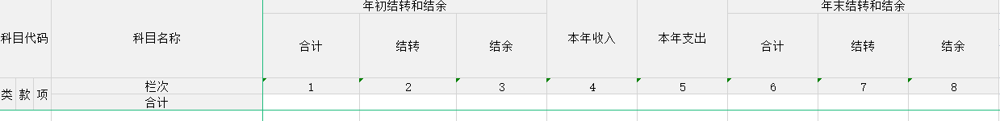 年初结转和结余 年末结转和结余
科目代码 科目名称 合计 结转 结余 本年收入 本年支出 合计 结转 结余
类 款 项 栏次 1 2 3 4 5 6 7 8
合计